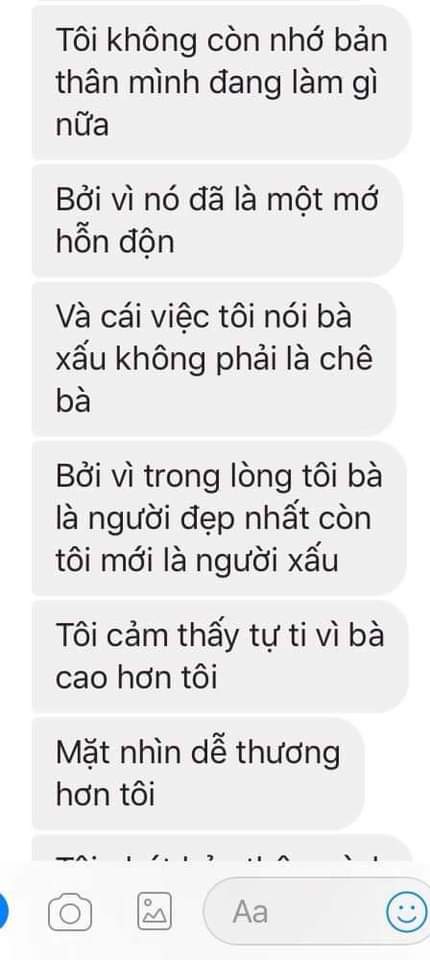 Tôi không còn nhớ bản
thân mình đang làm gì
nữa
Bởi vì nó đã là một mớ
hỗn độn
Và cái việc tôi nói bà
xấu không phải là chê
bà
Bởi vì trong lòng tôi bà
là người đẹp nhất còn
tôi mới là người xấu
Tôi cảm thấy tự ti vì bà
cao hơn tôi
Mặt nhìn dễ thương
hơn tôi
Aa